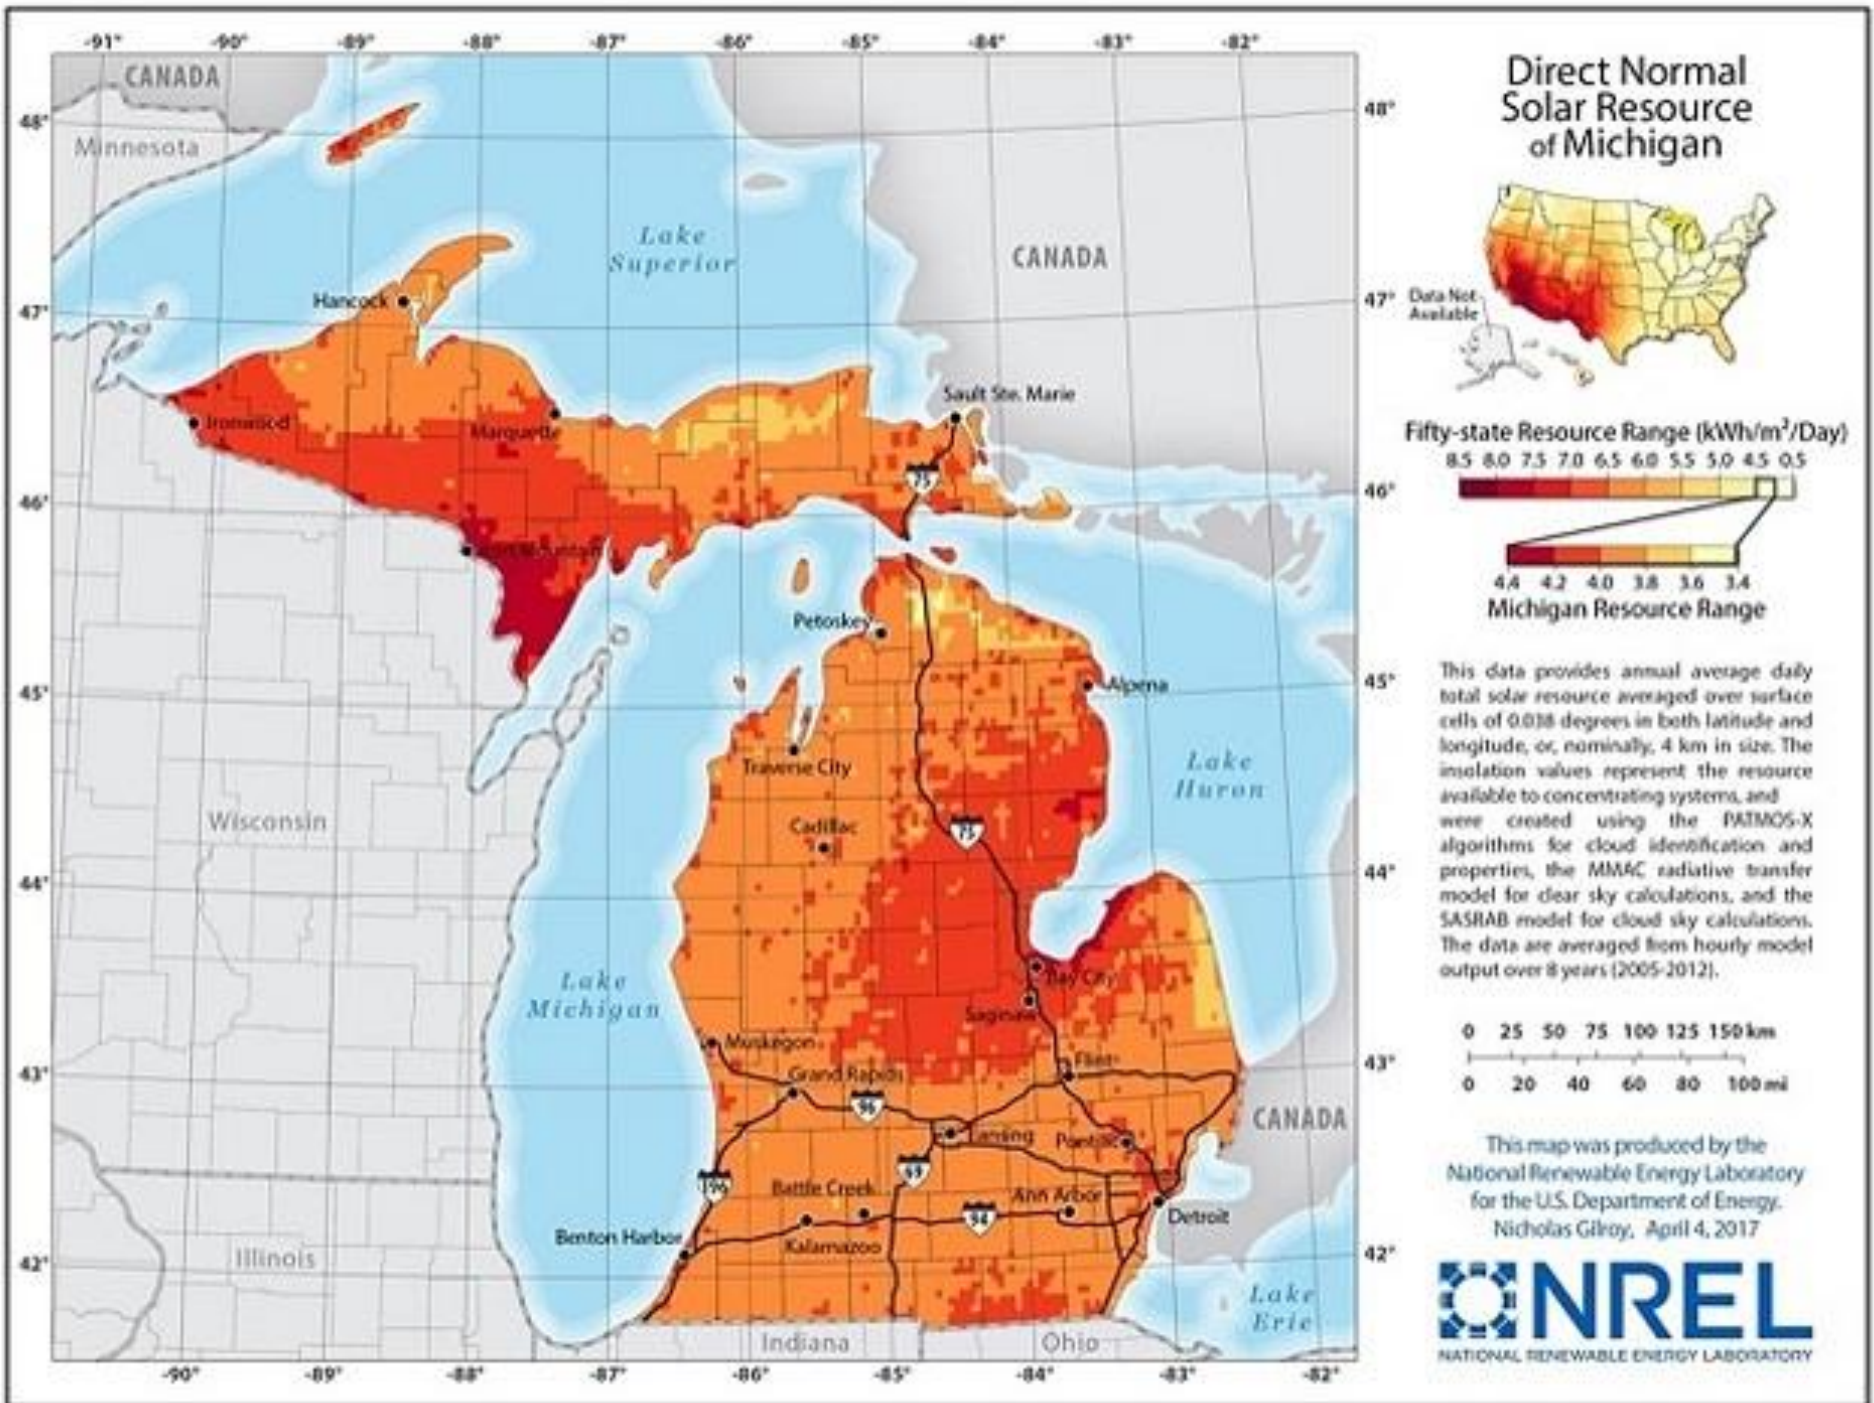 -91° -90° -89° -88° -87° -86° -85° -84° -83° -82°
CANADA
48°
Minnesota
48°
Lake
Superior
CANADA
Hancock
47°
47°
Sault Ste. Marie
Ironwood
Marquette
75
46°
46°
Iron Mountain
Petoskey
Alpena
45°
45°
Traverse City
Lake
Huron
Wisconsin
Cadillac
75
44°
44°
Bay City
Lake
Michigan
Saginaw
Muskegon
Flint
43°
43°
Grand Rapids
96
CANADA
Lansing
Pontiac
69
196
Battle Creek
Ann Arbor
94
Detroit
Benton Harbor
Kalamazoo
42°
42°
Illinois
Lake
Erie
Indiana
Ohio
-90° -89° -88° -87° -86° -85° -84° -83° -82°
Direct Normal
Solar Resource
of Michigan
Data Not
Available
Fifty-state Resource Range (kWh/m²/Day)
8.5 8.0 7.5 7.0 6.5 6.0 5.5 5.0 4.5 0.5
4.4 4.2 4.0 3.8 3.6 3.4
Michigan Resource Range
This data provides annual average daily
total solar resource averaged over surface
cells of 0.038 degrees in both latitude and
longitude, or, nominally, 4 km in size. The
insolation values represent the resource
available to concentrating systems, and
were created using the PATMOS-X
algorithms for cloud identification and
properties, the MMAC radiative transfer
model for clear sky calculations, and the
SASRAB model for cloud sky calculations.
The data are averaged from hourly model
output over 8 years (2005-2012).
0 25 50 75 100 125 150 km
0 20 40 60 80 100 mi
This map was produced by the
National Renewable Energy Laboratory
for the U.S. Department of Energy.
Nicholas Gilroy, April 4, 2017
NREL
NATIONAL RENEWABLE ENERGY LABORATORY